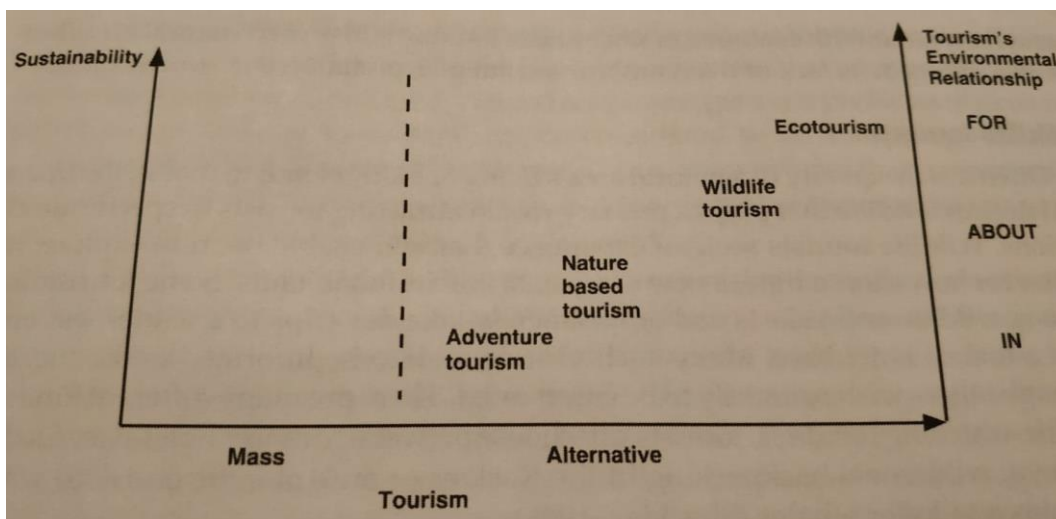 Sustainability
Tourism's
Environmental
Relationship
Ecotourism
FOR
Wildlife
tourism
ABOUT
Nature
based
tourism
Adventure
tourism
IN
Mass
Alternative
Tourism